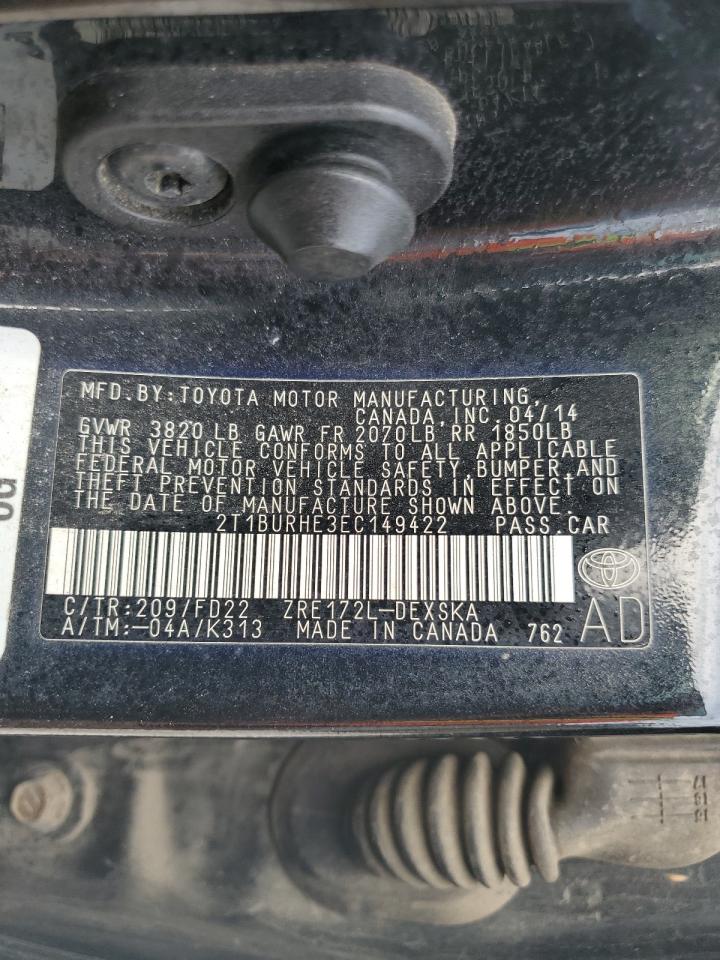 MFD.BY:TOYOTA MOTOR MANUFACTURING,
CANADA,INC. 04/14
GVWR 3820 LB GAWR FR 2070LB RR 1850LB
THIS VEHICLE CONFORMS TO ALL APPLICABLE
FEDERAL MOTOR VEHICLE SAFETY,BUMPER AND
THEFT PREVENTION STANDARDS IN EFFECT ON
THE DATE OF MANUFACTURE SHOWN ABOVE.
2T1BURHE3EC149422 PASS.CAR
C/TR:209/FD22 ZRE172L-DEXSKA
A/TM:-04A/K313 MADE IN CANADA 762 AD